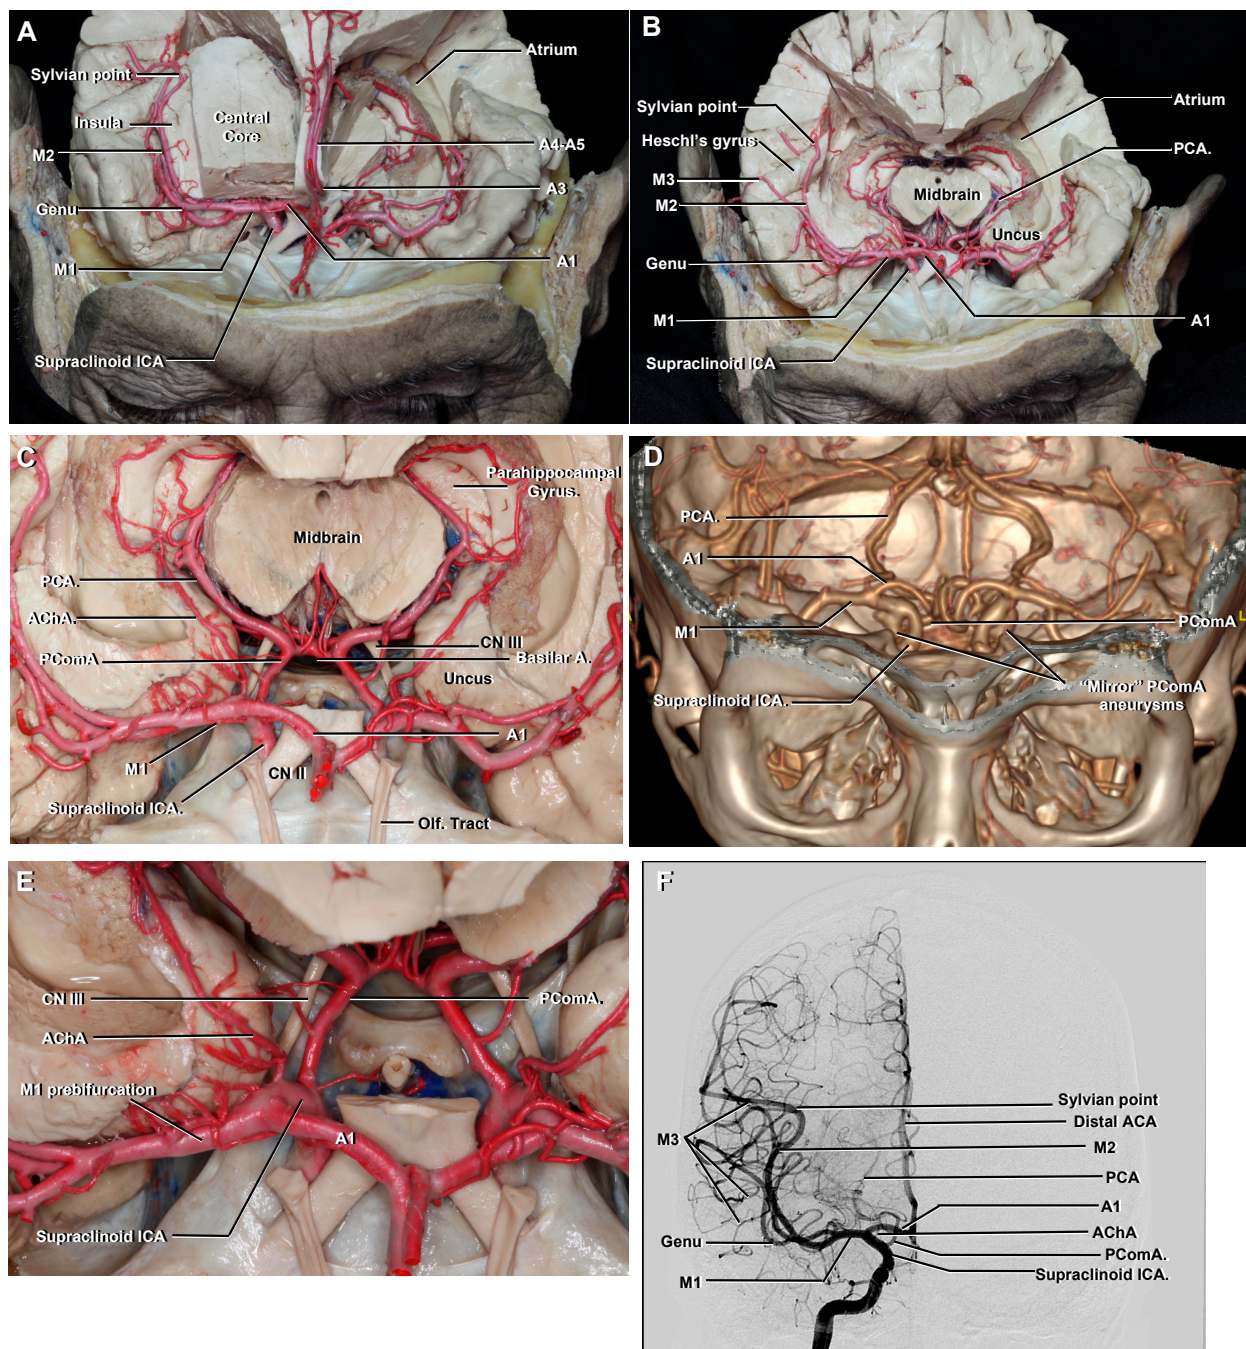 A
Sylvian point
Insula
M2
Genu
M1
Supraclinoid ICA
Central
Core
Atrium
A4-A5
A3
A1
B
Sylvian point
Heschl's gyrus
M3
M2
Genu
M1
Supraclinoid ICA
Midbrain
Uncus
Atrium
PCA.
A1
C
PCA.
AChA.
PComA
M1
Supraclinoid ICA.
Midbrain
Parahippocampal
Gyrus.
CN III
Basilar A.
Uncus
A1
CN II
Olf. Tract
D
PCA.
A1
M1
Supraclinoid ICA.
PComA
"Mirror" PComA
aneurysms
L
E
CN III
AChA
M1 prebifurcation
A1
Supraclinoid ICA
PComA.
F
M3
Genu
M1
Sylvian point
Distal ACA
M2
PCA
A1
AChA
PComA.
Supraclinoid ICA.